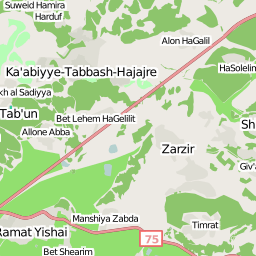 Suweid Hamira
Harduf
Alon HaGalil
HaSolelim
Ka'abiyye-Tabbash-Hajajre
kh al Sadiyya
Tab'un
Bet Lehem HaGelilit
Allone Abba
Sh
Zarzir
Giv'
Manshiya Zabda
Timrat
Ramat Yishai
75
Bet Shearim